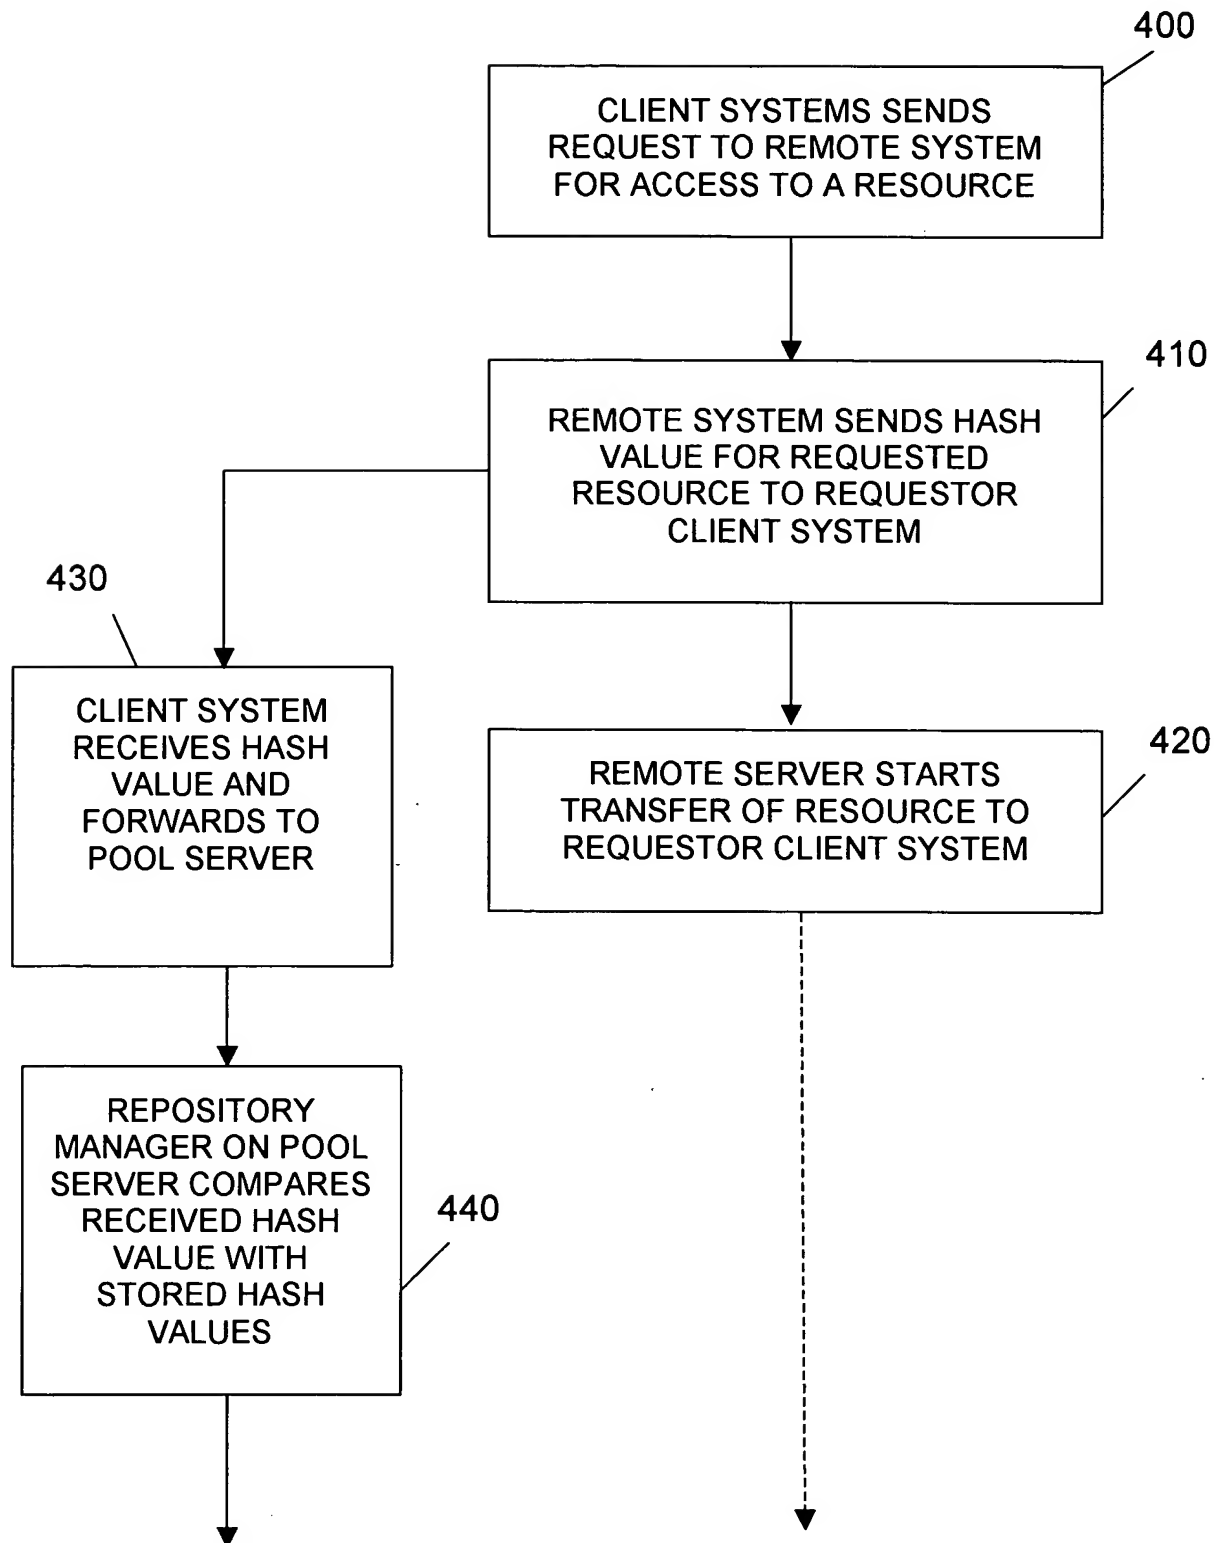 400
CLIENT SYSTEMS SENDS
REQUEST TO REMOTE SYSTEM
FOR ACCESS TO A RESOURCE
410
REMOTE SYSTEM SENDS HASH
VALUE FOR REQUESTED
RESOURCE TO REQUESTOR
CLIENT SYSTEM
430
CLIENT SYSTEM
RECEIVES HASH
VALUE AND
FORWARDS TO
POOL SERVER
420
REMOTE SERVER STARTS
TRANSFER OF RESOURCE TO
REQUESTOR CLIENT SYSTEM
REPOSITORY
MANAGER ON POOL
SERVER COMPARES
RECEIVED HASH
VALUE WITH
STORED HASH
VALUES
440